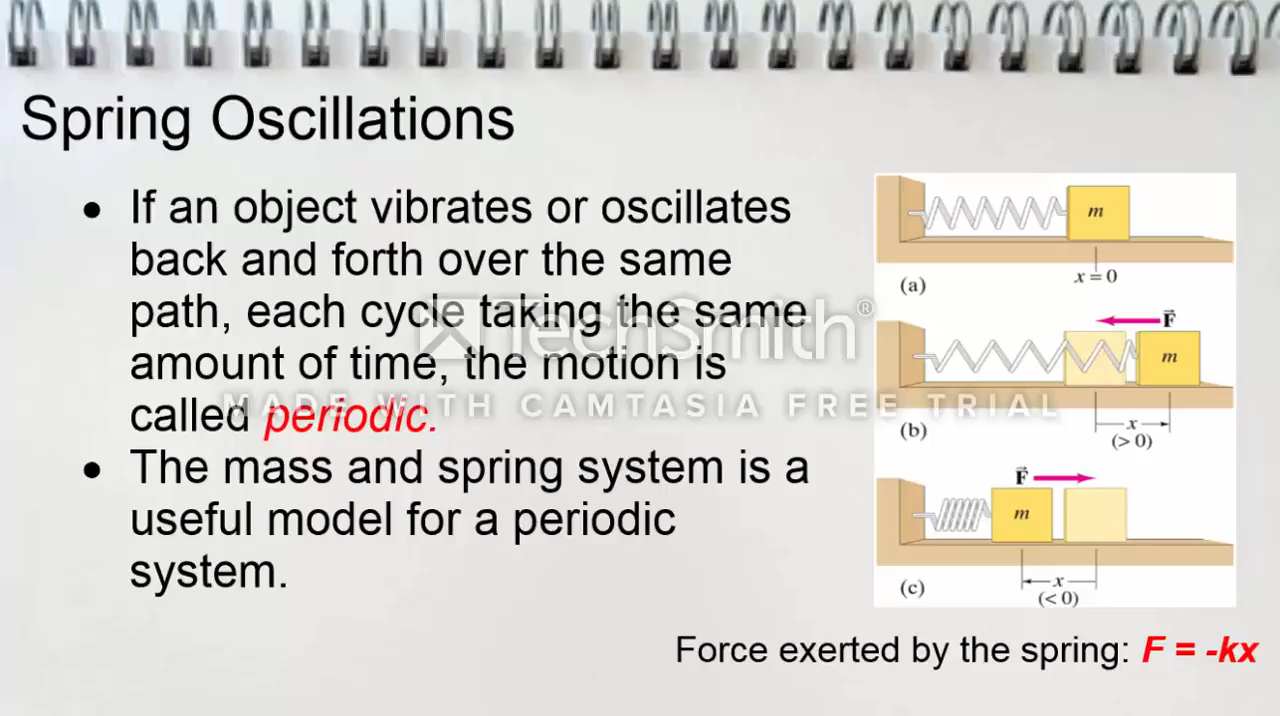 Spring Oscillations
• If an object vibrates or oscillates
back and forth over the same
path, each cycle taking the same
amount of time, the motion is
called periodic.
• The mass and spring system is a
useful model for a periodic
system.
TechSmith®
MADE WITH CAMTASIA FREE TRIAL
m
x = 0
(a)
F⃗
m
x
(> 0)
(b)
F⃗
m
x
(< 0)
(c)
Force exerted by the spring: F = -kx